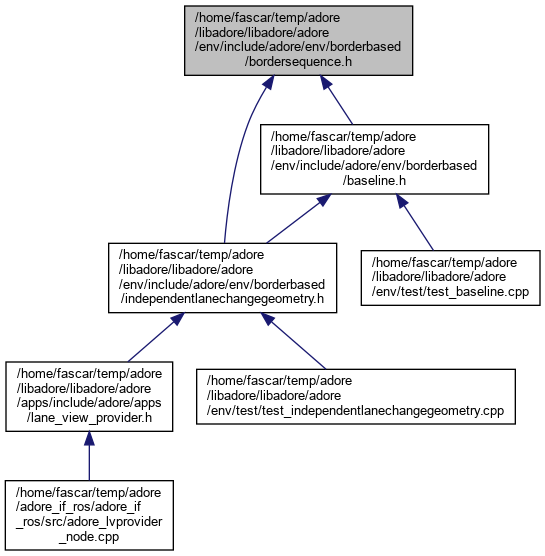 /home/fascar/temp/adore
/libadore/libadore/adore
/env/include/adore/env/borderbased
/bordersequence.h
/home/fascar/temp/adore
/libadore/libadore/adore
/env/include/adore/env/borderbased
/baseline.h
/home/fascar/temp/adore
/libadore/libadore/adore
/env/include/adore/env/borderbased
/independentlanechangegeometry.h
/home/fascar/temp/adore
/libadore/libadore/adore
/env/test/test_baseline.cpp
/home/fascar/temp/adore
/libadore/libadore/adore
/apps/include/adore/apps
/lane_view_provider.h
/home/fascar/temp/adore
/libadore/libadore/adore
/env/test/test_independentlanechangegeometry.cpp
/home/fascar/temp/adore
/adore_if_ros/adore_if
_ros/src/adore_lvprovider
_node.cpp